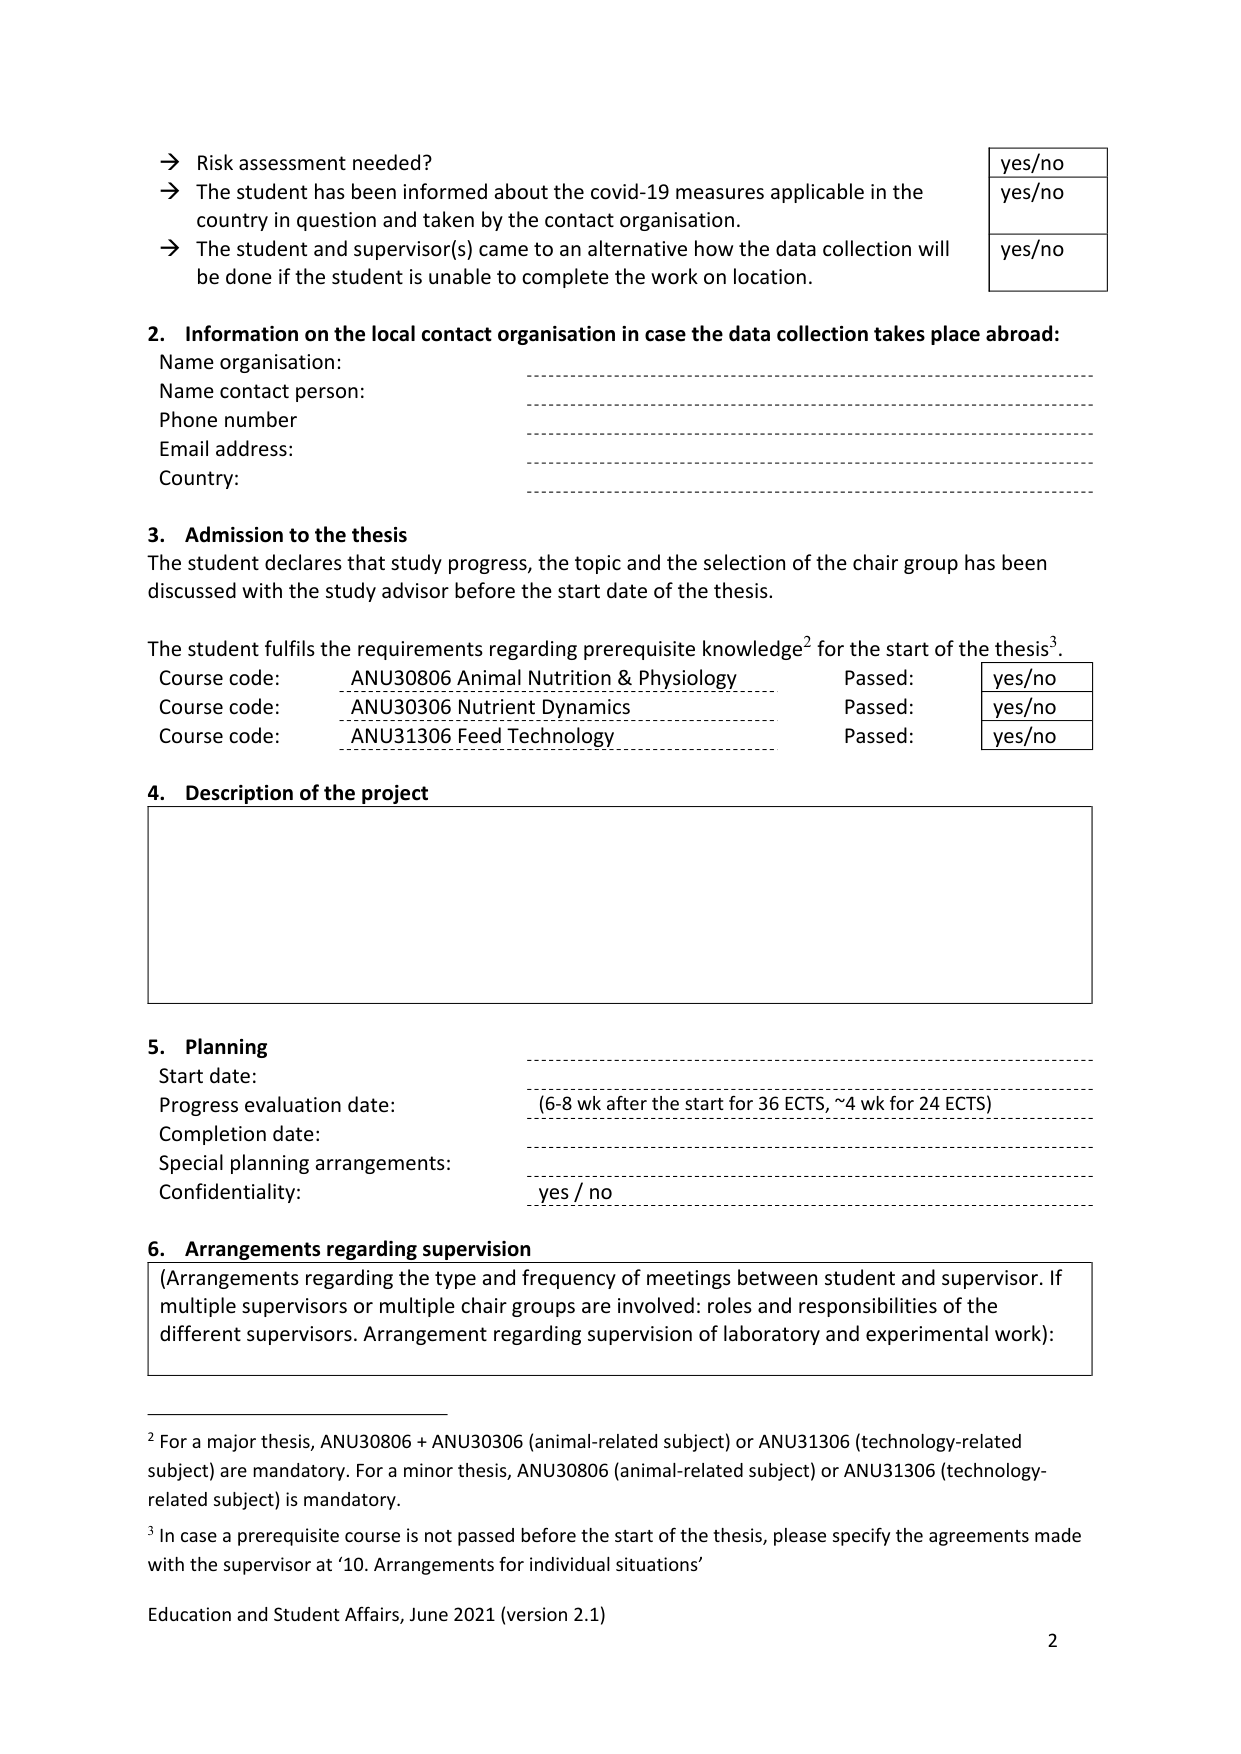 → Risk assessment needed? yes/no
→ The student has been informed about the covid-19 measures applicable in the yes/no
country in question and taken by the contact organisation.
→ The student and supervisor(s) came to an alternative how the data collection will yes/no
be done if the student is unable to complete the work on location.
2. Information on the local contact organisation in case the data collection takes place abroad:
Name organisation:
Name contact person:
Phone number
Email address:
Country:
3. Admission to the thesis
The student declares that study progress, the topic and the selection of the chair group has been
discussed with the study advisor before the start date of the thesis.
The student fulfils the requirements regarding prerequisite knowledge² for the start of the thesis³.
Course code: ANU30806 Animal Nutrition & Physiology Passed: yes/no
Course code: ANU30306 Nutrient Dynamics Passed: yes/no
Course code: ANU31306 Feed Technology Passed: yes/no
4. Description of the project
5. Planning
Start date:
Progress evaluation date: (6-8 wk after the start for 36 ECTS, ~4 wk for 24 ECTS)
Completion date:
Special planning arrangements:
Confidentiality: yes / no
6. Arrangements regarding supervision
(Arrangements regarding the type and frequency of meetings between student and supervisor. If
multiple supervisors or multiple chair groups are involved: roles and responsibilities of the
different supervisors. Arrangement regarding supervision of laboratory and experimental work):
² For a major thesis, ANU30806 + ANU30306 (animal-related subject) or ANU31306 (technology-related
subject) are mandatory. For a minor thesis, ANU30806 (animal-related subject) or ANU31306 (technology-
related subject) is mandatory.
³ In case a prerequisite course is not passed before the start of the thesis, please specify the agreements made
with the supervisor at ‘10. Arrangements for individual situations’
Education and Student Affairs, June 2021 (version 2.1)
2